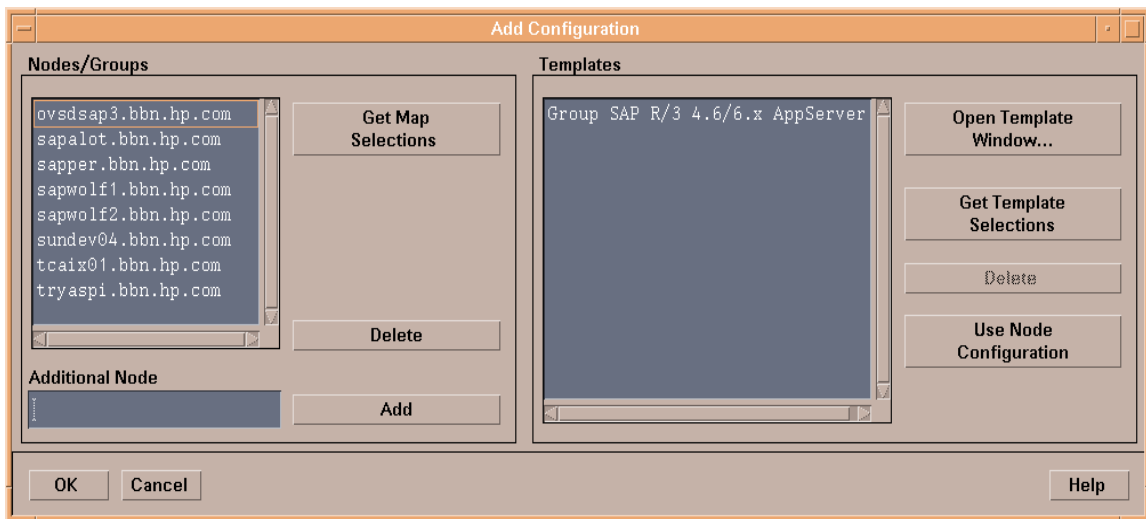 Add Configuration
Nodes/Groups
ovsdsap3.bbn.hp.com
sapalot.bbn.hp.com
sapper.bbn.hp.com
sapwolf1.bbn.hp.com
sapwolf2.bbn.hp.com
sundev04.bbn.hp.com
tcaix01.bbn.hp.com
tryaspi.bbn.hp.com
Get Map
Selections
Delete
Additional Node
Add
Templates
Group SAP R/3 4.6/6.x AppServer
Open Template
Window...
Get Template
Selections
Delete
Use Node
Configuration
OK
Cancel
Help